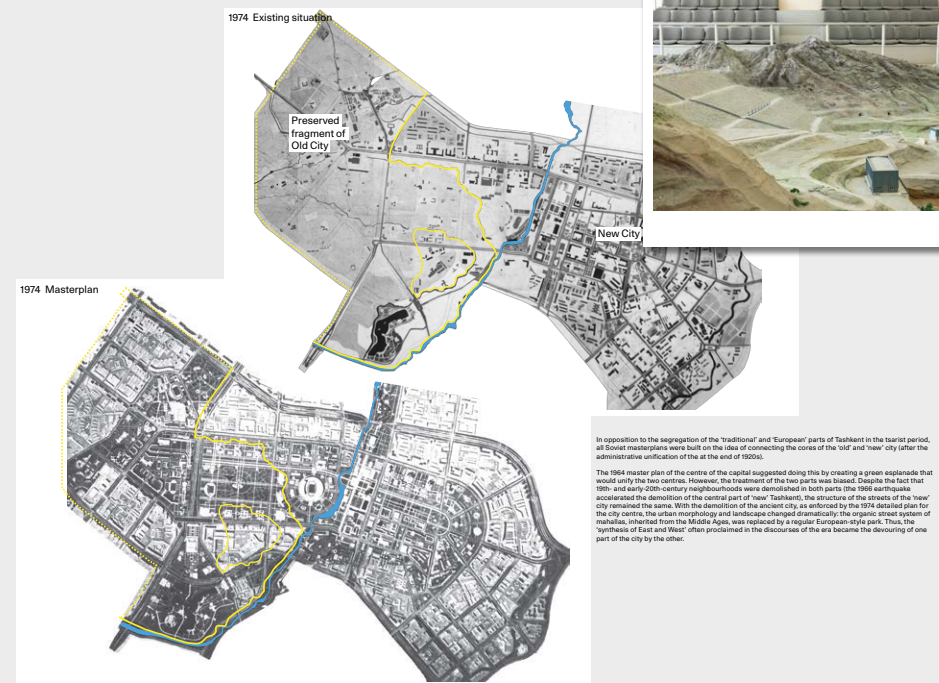 1974 Existing situation
Preserved
fragment of
Old City
New City
1974 Masterplan
In opposition to the segregation of the 'traditional' and 'European' parts of Tashkent in the tsarist period,
all Soviet masterplans were built on the idea of connecting the cores of the 'old' and 'new' city (after the
administrative unification of the at the end of 1920s).
The 1964 master plan of the centre of the capital suggested doing this by creating a green esplanade that
would unify the two centres. However, the treatment of the two parts was biased. Despite the fact that
19th- and early-20th-century neighbourhoods were demolished in both parts (the 1966 earthquake
accelerated the demolition of the central part of 'new' Tashkent), the structure of the streets of the 'new'
city remained the same. With the demolition of the ancient city, as enforced by the 1974 detailed plan for
the city centre, the urban morphology and landscape changed dramatically: the organic street system of
mahallas, inherited from the Middle Ages, was replaced by a regular European-style park. Thus, the
'synthesis of East and West' often proclaimed in the discourses of the era became the devouring of one
part of the city by the other.